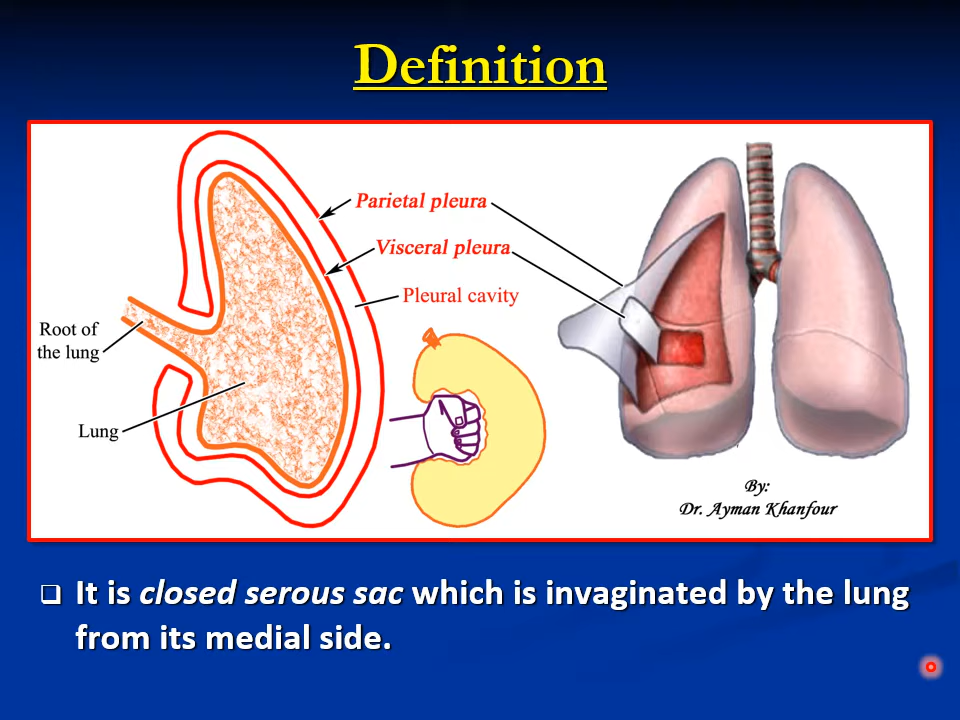 Definition
Parietal pleura
Visceral pleura
Pleural cavity
Root of
the lung
Lung
By:
Dr. Ayman Khanfour
It is closed serous sac which is invaginated by the lung
from its medial side.